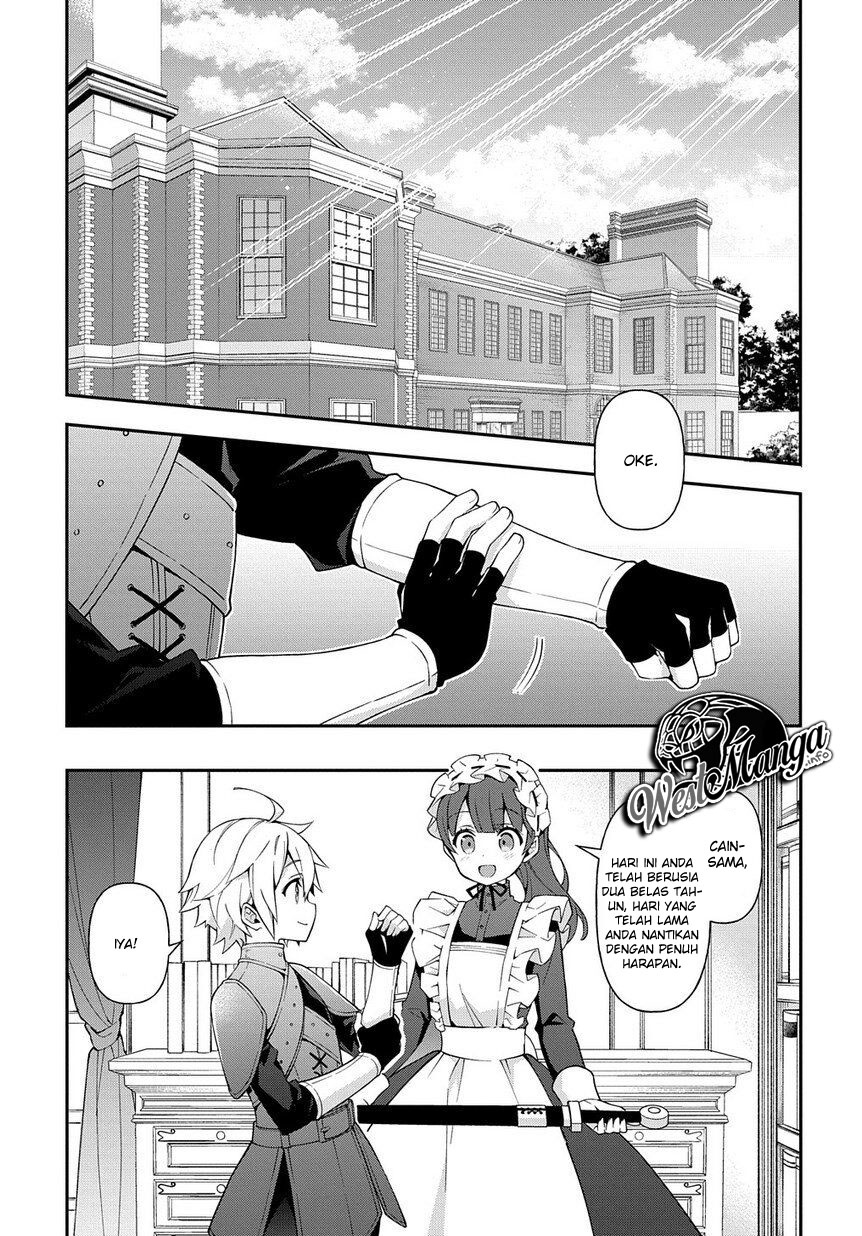 OKE.
WestManga
.info
CAIN-
SAMA,
HARI INI ANDA
TELAH BERUSIA
DUA BELAS TAH-
UN, HARI YANG
TELAH LAMA
ANDA NANTIKAN
DENGAN PENUH
HARAPAN.
IYA!